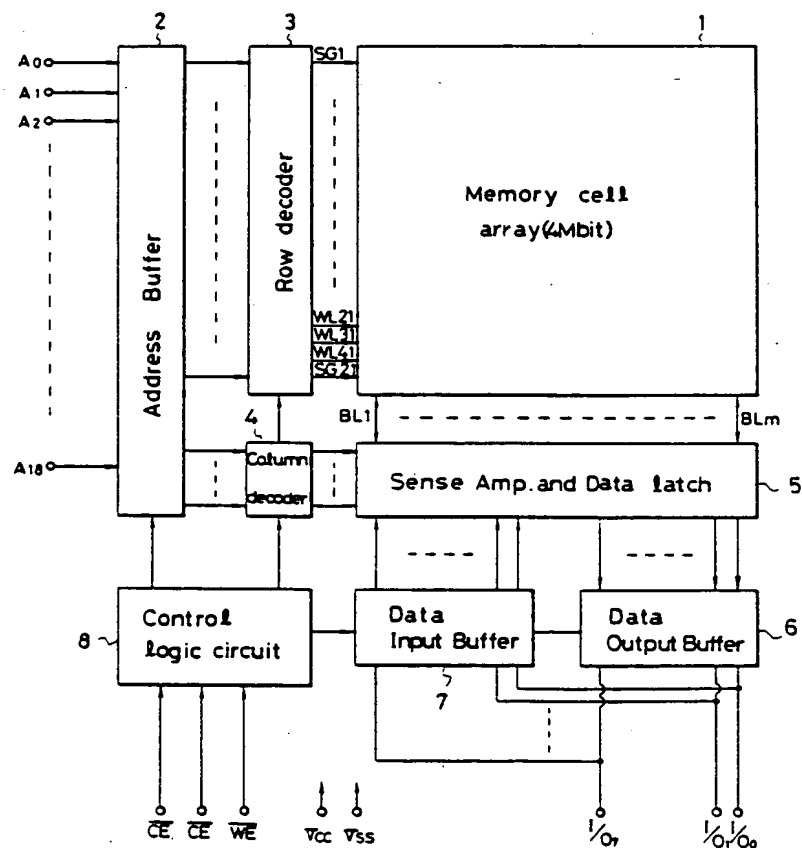 2
3
1
A0
A1
A2
A18
Address Buffer
Row decoder
SG1
WL21
WL31
WL41
SG21
Memory cell
array(4Mbit)
BL1
BLm
4
Column
decoder
Sense Amp.and Data latch
5
Control
logic circuit
8
Data
Input Buffer
7
Data
Output Buffer
6
CE
CE
WE
VCC
VSS
I/O7
I/O1
I/O0